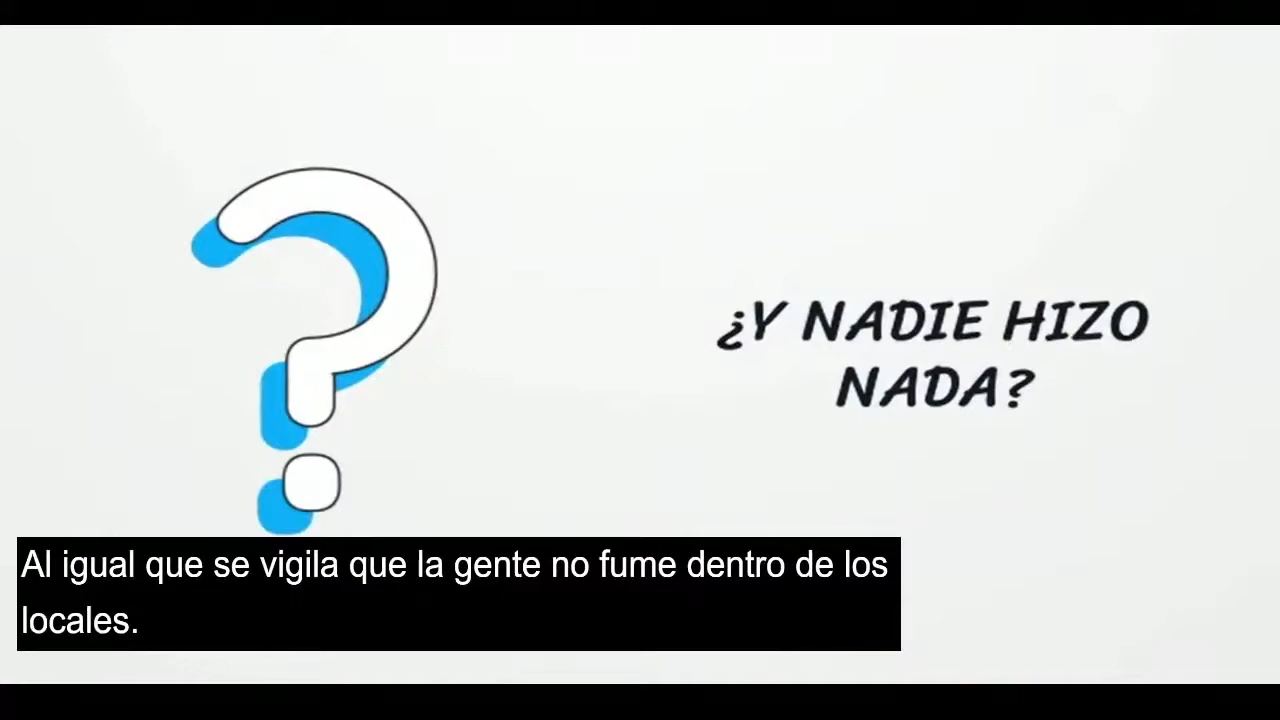 ¿Y NADIE HIZO
NADA?
Al igual que se vigila que la gente no fume dentro de los
locales.